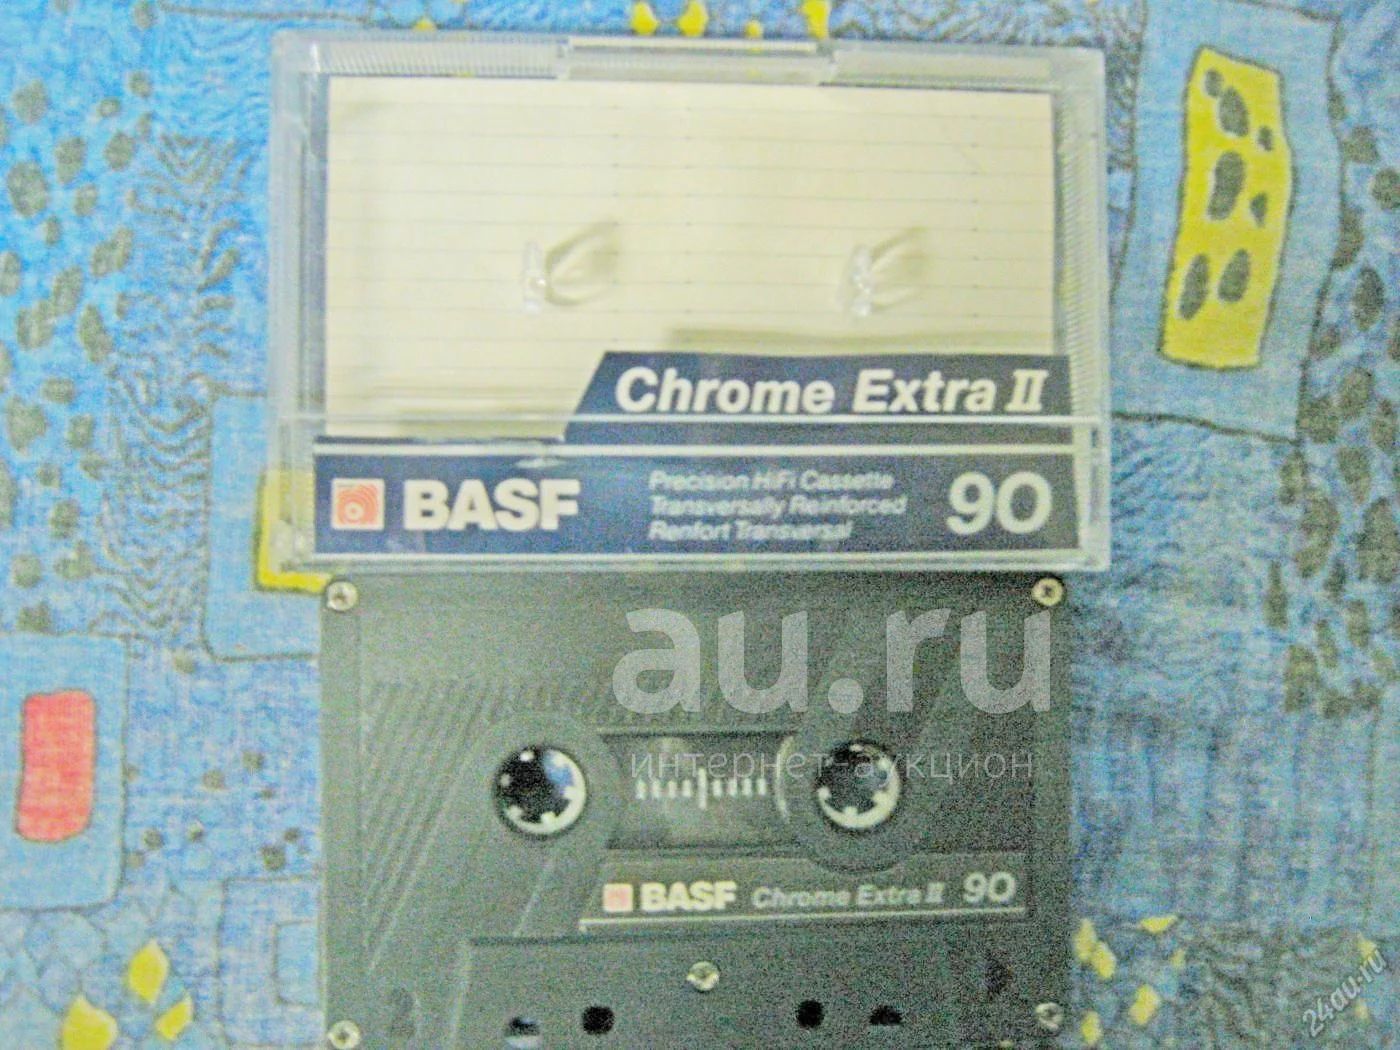 Chrome Extra II
BASF
Precision HiFi Cassette
Transversally Reinforced
Renfort Transversal
90
au.ru
интернет-аукцион
BASF Chrome Extra II 90
24au.ru